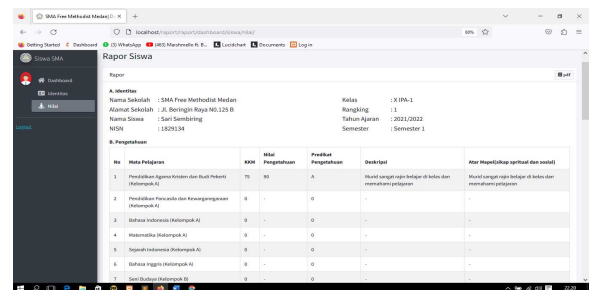 SMA Free Methodist Medan| D
localhost/raport/raport/dashboard/siswa/nilai/
80%
Getting Started
Dashboard
(3) WhatsApp
(463) Marshmello ft. B...
Lucidchart
Documents
Log in
Siswa SMA
Rapor Siswa
Dashboard
Identitas
Nilai
Logout
Rapor
pdf
A. Identitas
Nama Sekolah : SMA Free Methodist Medan
Kelas : X IPA-1
Alamat Sekolah : JL. Beringin Raya N0.125 B
Rangking : 1
Nama Siswa : Sari Sembiring
Tahun Ajaran : 2021/2022
NISN : 1829134
Semester : Semester 1
B. Pengetahuan
No Mata Pelajaran KKM Nilai Pengetahuan Predikat Pengetahuan Deskripsi Atar Mapel(sikap spritual dan sosial)
1 Pendidikan Agama Kristen dan Budi Pekerti (Kelompok A) 75 90 A Murid sangat rajin belajar di kelas dan memahami pelajaran Murid sangat rajin belajar di kelas dan memahami pelajaran
2 Pendidikan Pancasila dan Kewarganegaraan (Kelompok A) 0 - 0 - -
3 Bahasa Indonesia (Kelompok A) 0 - 0 - -
4 Matematika (Kelompok A) 0 - 0 - -
5 Sejarah Indonesia (Kelompok A) 0 - 0 - -
6 Bahasa Inggris (Kelompok A) 0 - 0 - -
7 Seni Budaya (Kelompok B) 0 - 0 - -
22.20